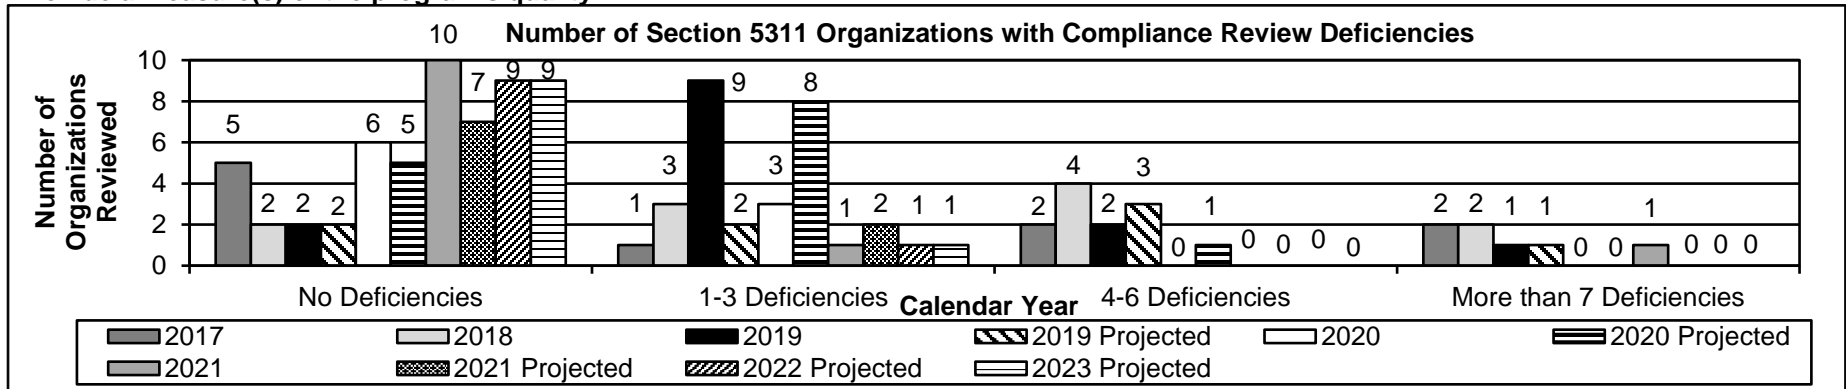 Number of Section 5311 Organizations with Compliance Review Deficiencies
Number of
Organizations
Reviewed
10
8
6
4
2
0
5 2 2 2 6 5 10 7 9 9
1 3 9 2 3 8 1 2 1 1
2 4 2 3 0 1 0 0 0 0
2 2 1 1 0 0 1 0 0 0
No Deficiencies 1-3 Deficiencies 4-6 Deficiencies More than 7 Deficiencies
Calendar Year
2017 2018 2019 2019 Projected 2020 2020 Projected
2021 2021 Projected 2022 Projected 2023 Projected